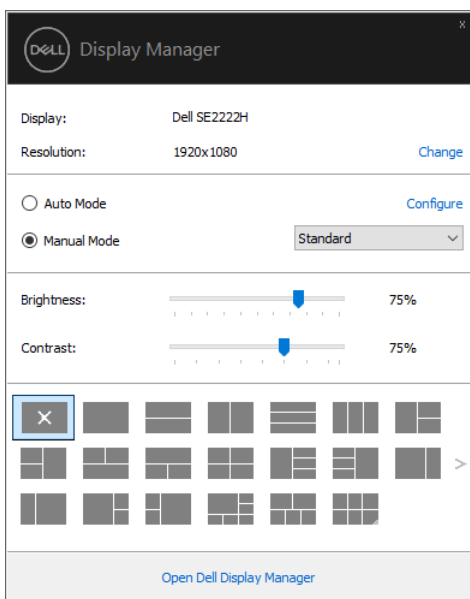 x
DELL Display Manager
Display: Dell SE2222H
Resolution: 1920x1080 Change
Auto Mode Configure
Manual Mode Standard
Brightness: 75%
Contrast: 75%
Open Dell Display Manager